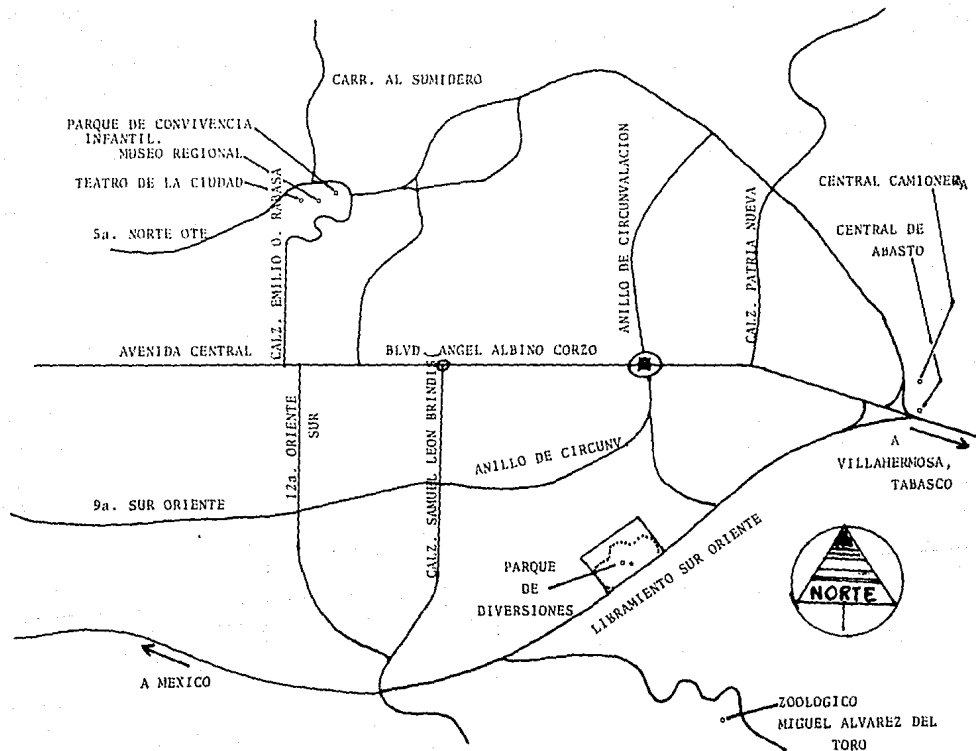 CARR. AL SUMIDERO
PARQUE DE CONVIVENCIA
INFANTIL.
MUSEO REGIONAL
TEATRO DE LA CIUDAD
5a. NORTE OTE
CALZ. EMILIO O. RABASA
ANILLO DE CIRCUNVALACION
CALZ. PATRIA NUEVA
CENTRAL CAMIONERA
CENTRAL DE
ABASTO
AVENIDA CENTRAL
BLVD. ANGEL ALBINO CORZO
12a. ORIENTE
SUR
CALZ. SAMUEL LEON BRINDIS
ANILLO DE CIRCUNV.
9a. SUR ORIENTE
A
VILLAHERMOSA,
TABASCO
PARQUE
DE
DIVERSIONES
LIBRAMIENTO SUR ORIENTE
NORTE
A MEXICO
ZOOLOGICO
MIGUEL ALVAREZ DEL
TORO